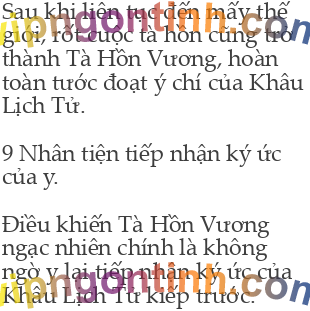 Sau khi liên tục đến mấy thế
giới, rốt cuộc tà hồn cũng trở
thành Tà Hồn Vương, hoàn
toàn tước đoạt ý chí của Khâu
Lịch Tử.
9 Nhân tiện tiếp nhận ký ức
của y.
Điều khiến Tà Hồn Vương
ngạc nhiên chính là không
ngờ y lại tiếp nhận ký ức của
Khâu Lịch Tử kiếp trước.